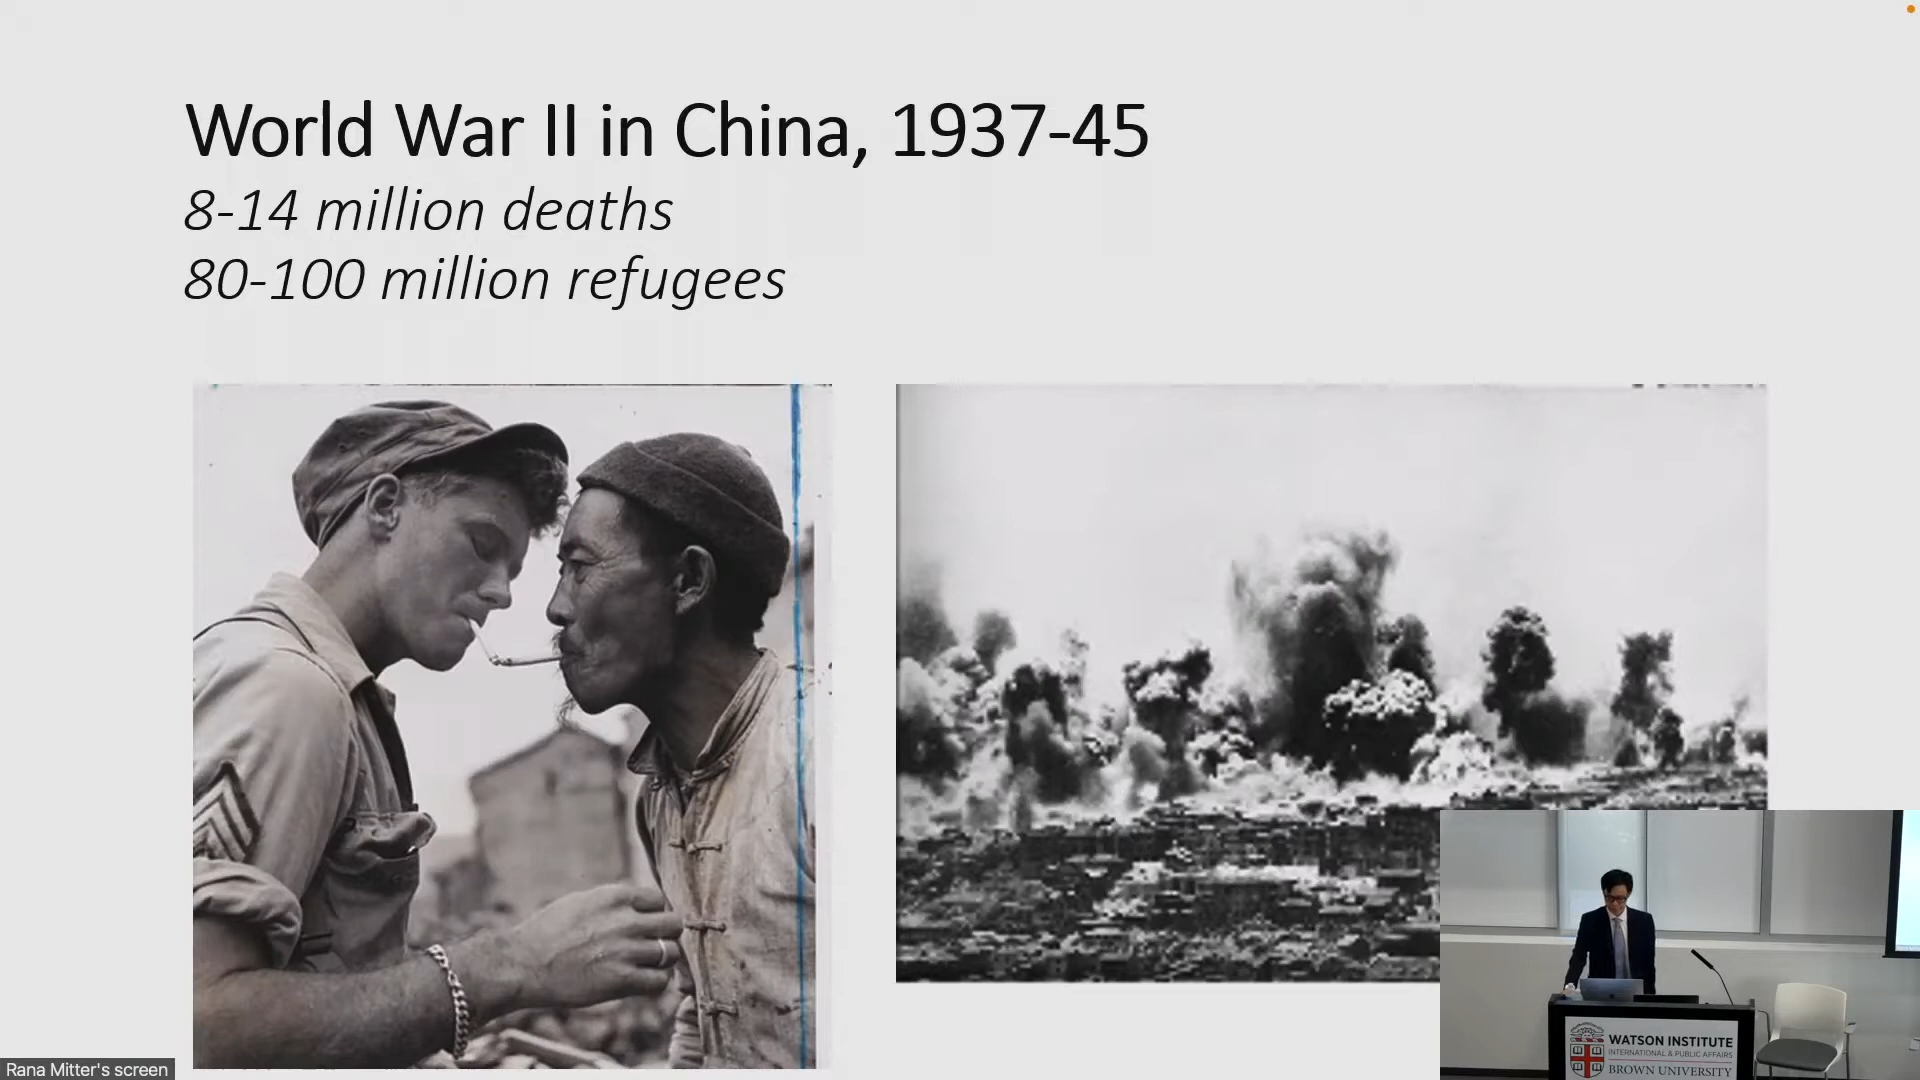 World War II in China, 1937-45
8-14 million deaths
80-100 million refugees
WATSON INSTITUTE
INTERNATIONAL & PUBLIC AFFAIRS
BROWN UNIVERSITY
Rana Mitter's screen